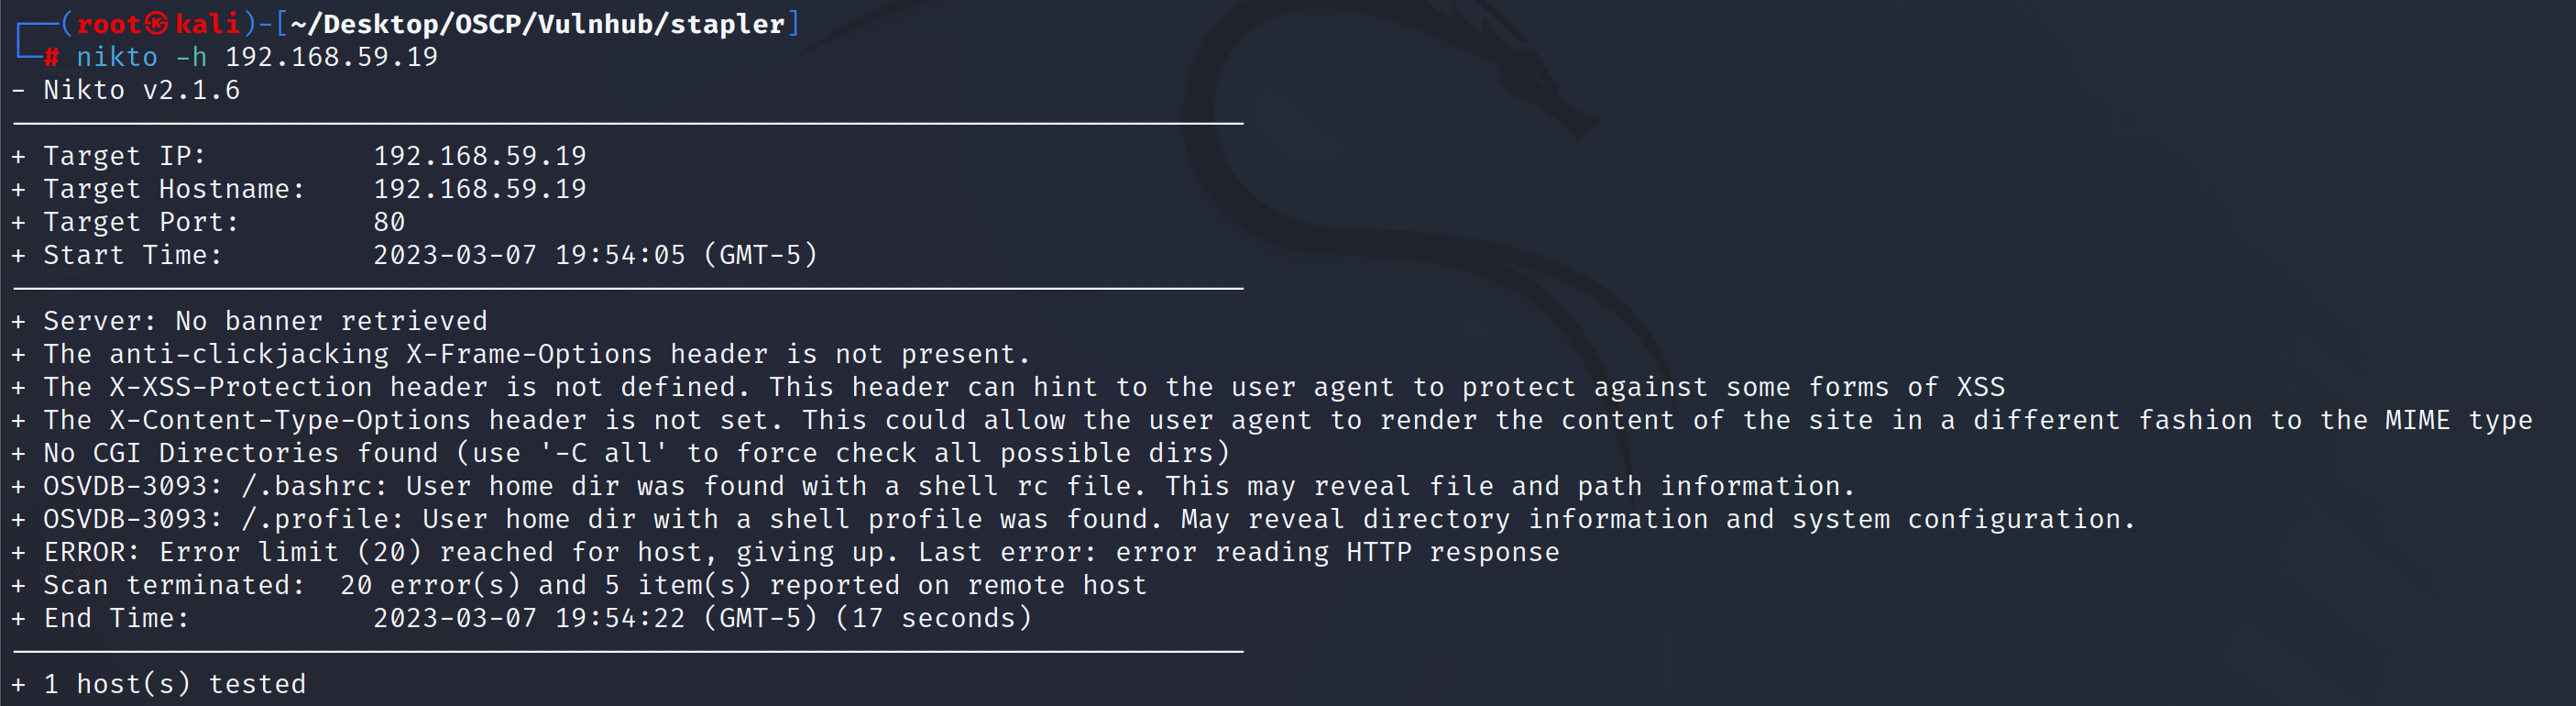 (root㉿kali)-[~/Desktop/OSCP/Vulnhub/stapler]
# nikto -h 192.168.59.19
- Nikto v2.1.6
+ Target IP: 192.168.59.19
+ Target Hostname: 192.168.59.19
+ Target Port: 80
+ Start Time: 2023-03-07 19:54:05 (GMT-5)
+ Server: No banner retrieved
+ The anti-clickjacking X-Frame-Options header is not present.
+ The X-XSS-Protection header is not defined. This header can hint to the user agent to protect against some forms of XSS
+ The X-Content-Type-Options header is not set. This could allow the user agent to render the content of the site in a different fashion to the MIME type
+ No CGI Directories found (use '-C all' to force check all possible dirs)
+ OSVDB-3093: /.bashrc: User home dir was found with a shell rc file. This may reveal file and path information.
+ OSVDB-3093: /.profile: User home dir with a shell profile was found. May reveal directory information and system configuration.
+ ERROR: Error limit (20) reached for host, giving up. Last error: error reading HTTP response
+ Scan terminated:  20 error(s) and 5 item(s) reported on remote host
+ End Time: 2023-03-07 19:54:22 (GMT-5) (17 seconds)
+ 1 host(s) tested